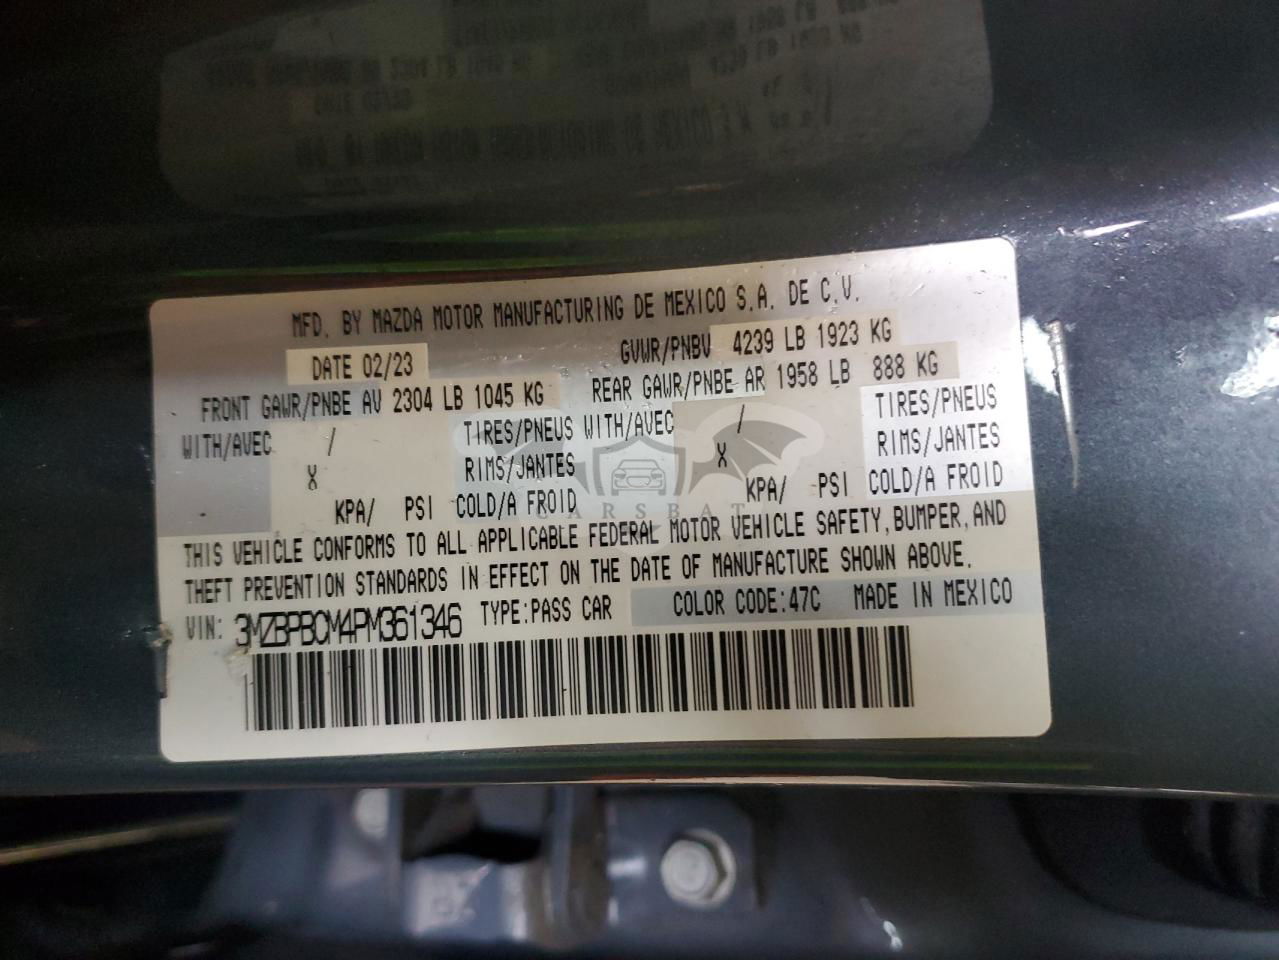 MFD. BY MAZDA MOTOR MANUFACTURING DE MEXICO S.A. DE C.V.
DATE 02/23 GVWR/PNBV 4239 LB 1923 KG
FRONT GAWR/PNBE AV 2304 LB 1045 KG REAR GAWR/PNBE AR 1958 LB 888 KG
WITH/AVEC / TIRES/PNEUS WITH/AVEC / TIRES/PNEUS
X RIMS/JANTES X RIMS/JANTES
KPA/ PSI COLD/A FROID KPA/ PSI COLD/A FROID
CARSBAT
THIS VEHICLE CONFORMS TO ALL APPLICABLE FEDERAL MOTOR VEHICLE SAFETY, BUMPER, AND
THEFT PREVENTION STANDARDS IN EFFECT ON THE DATE OF MANUFACTURE SHOWN ABOVE.
VIN: 3MZBPBCM4PM361346 TYPE:PASS CAR COLOR CODE:47C MADE IN MEXICO